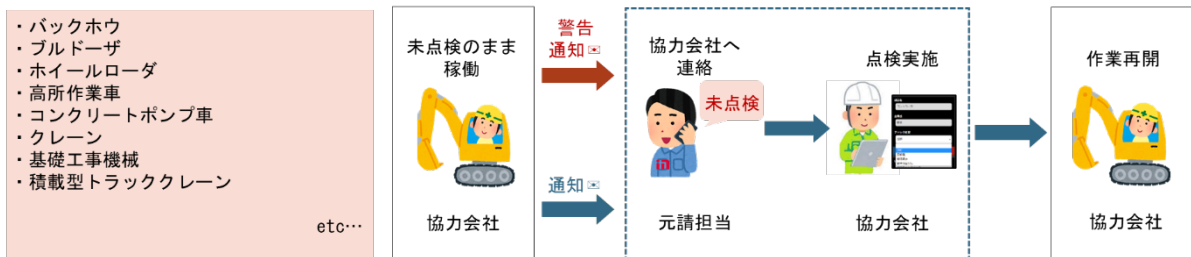 ・バックホウ
・ブルドーザ
・ホイールローダ
・高所作業車
・コンクリートポンプ車
・クレーン
・基礎工事機械
・積載型トラッククレーン
etc…
未点検のまま
稼働
協力会社
警告
通知✉
通知✉
協力会社へ
連絡
未点検
元請担当
点検実施
協力会社
作業再開
協力会社